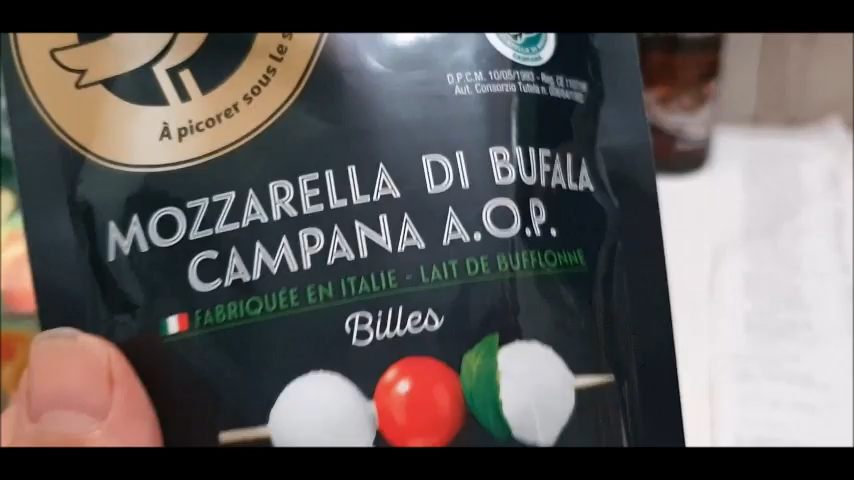 À picorer sous le s
D.P.C.M. 10/05/1993 - Reg. CE
Aut. Consorzio Tutela n.
MOZZARELLA DI BUFALA
CAMPANA A.O.P.
FABRIQUÉE EN ITALIE - LAIT DE BUFFLONNE
Billes